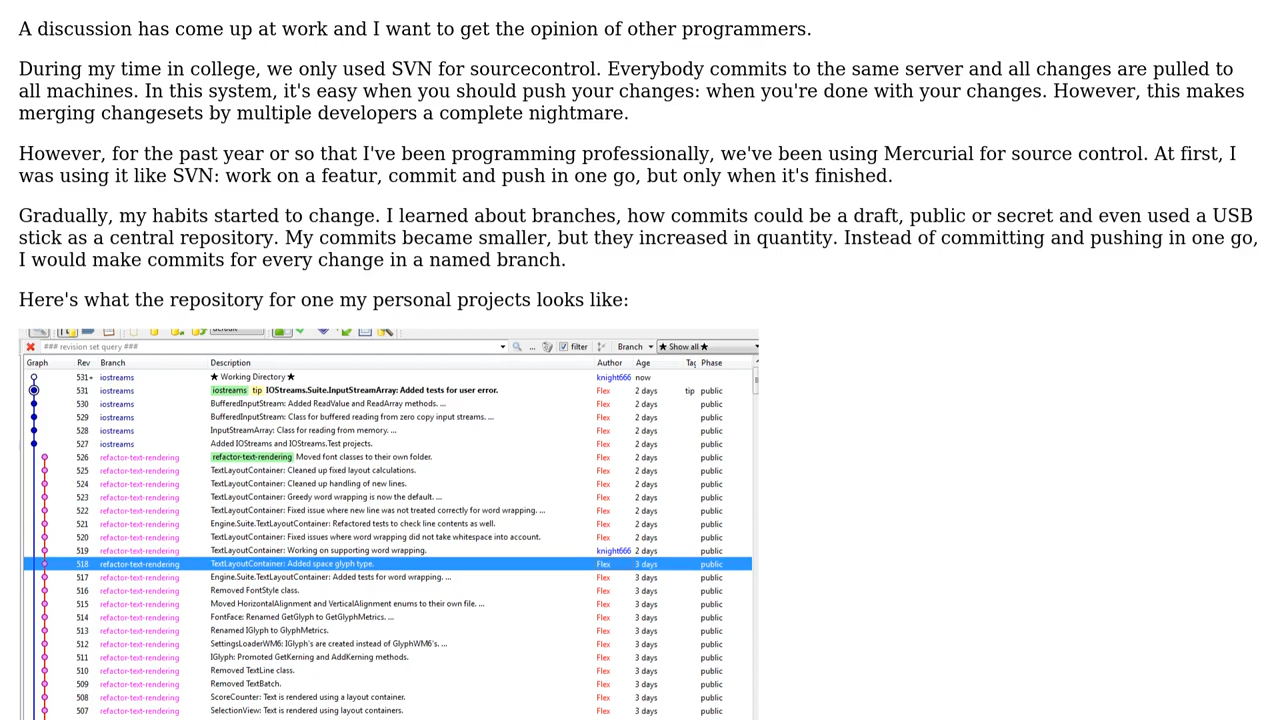 A discussion has come up at work and I want to get the opinion of other programmers.
During my time in college, we only used SVN for sourcecontrol. Everybody commits to the same server and all changes are pulled to
all machines. In this system, it's easy when you should push your changes: when you're done with your changes. However, this makes
merging changesets by multiple developers a complete nightmare.
However, for the past year or so that I've been programming professionally, we've been using Mercurial for source control. At first, I
was using it like SVN: work on a featur, commit and push in one go, but only when it's finished.
Gradually, my habits started to change. I learned about branches, how commits could be a draft, public or secret and even used a USB
stick as a central repository. My commits became smaller, but they increased in quantity. Instead of committing and pushing in one go,
I would make commits for every change in a named branch.
Here's what the repository for one my personal projects looks like:
### revision set query ### ... filter Branch ★ Show all ★
Graph Rev Branch Description Author Age Tag Phase
531+ iostreams ★ Working Directory ★ knight666 now
531 iostreams iostreams tip IOStreams.Suite.InputStreamArray: Added tests for user error. Flex 2 days tip public
530 iostreams BufferedInputStream: Added ReadValue and ReadArray methods. ... Flex 2 days public
529 iostreams BufferedInputStream: Class for buffered reading from zero copy input streams. ... Flex 2 days public
528 iostreams InputStreamArray: Class for reading from memory. ... Flex 2 days public
527 iostreams Added IOStreams and IOStreams.Test projects. Flex 2 days public
526 refactor-text-rendering refactor-text-rendering Moved font classes to their own folder. Flex 2 days public
525 refactor-text-rendering TextLayoutContainer: Cleaned up fixed layout calculations. Flex 2 days public
524 refactor-text-rendering TextLayoutContainer: Cleaned up handling of new lines. Flex 2 days public
523 refactor-text-rendering TextLayoutContainer: Greedy word wrapping is now the default. ... Flex 2 days public
522 refactor-text-rendering TextLayoutContainer: Fixed issue where new line was not treated correctly for word wrapping. ... Flex 2 days public
521 refactor-text-rendering Engine.Suite.TextLayoutContainer: Refactored tests to check line contents as well. Flex 2 days public
520 refactor-text-rendering TextLayoutContainer: Fixed issues where word wrapping did not take whitespace into account. Flex 2 days public
519 refactor-text-rendering TextLayoutContainer: Working on supporting word wrapping. knight666 2 days public
518 refactor-text-rendering TextLayoutContainer: Added space glyph type. Flex 3 days public
517 refactor-text-rendering Engine.Suite.TextLayoutContainer: Added tests for word wrapping. ... Flex 3 days public
516 refactor-text-rendering Removed FontStyle class. Flex 3 days public
515 refactor-text-rendering Moved HorizontalAlignment and VerticalAlignment enums to their own file. ... Flex 3 days public
514 refactor-text-rendering FontFace: Renamed GetGlyph to GetGlyphMetrics. ... Flex 3 days public
513 refactor-text-rendering Renamed IGlyph to GlyphMetrics. Flex 3 days public
512 refactor-text-rendering SettingsLoaderWM6: IGlyph's are created instead of GlyphWM6's. ... Flex 3 days public
511 refactor-text-rendering IGlyph: Promoted GetKerning and AddKerning methods. Flex 3 days public
510 refactor-text-rendering Removed TextLine class. Flex 3 days public
509 refactor-text-rendering Removed TextBatch. Flex 3 days public
508 refactor-text-rendering ScoreCounter: Text is rendered using a layout container. Flex 3 days public
507 refactor-text-rendering SelectionView: Text is rendered using layout containers. Flex 3 days public